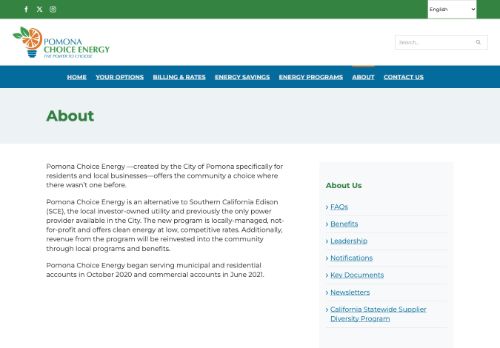 English
POMONA
CHOICE ENERGY
THE POWER TO CHOOSE
Search...
HOME YOUR OPTIONS BILLING & RATES ENERGY SAVINGS ENERGY PROGRAMS ABOUT CONTACT US
About
Pomona Choice Energy —created by the City of Pomona specifically for
residents and local businesses—offers the community a choice where
there wasn't one before.
Pomona Choice Energy is an alternative to Southern California Edison
(SCE), the local investor-owned utility and previously the only power
provider available in the City. The new program is locally-managed, not-
for-profit and offers clean energy at low, competitive rates. Additionally,
revenue from the program will be reinvested into the community
through local programs and benefits.
Pomona Choice Energy began serving municipal and residential
accounts in October 2020 and commercial accounts in June 2021.
About Us
FAQs
Benefits
Leadership
Notifications
Key Documents
Newsletters
California Statewide Supplier
Diversity Program